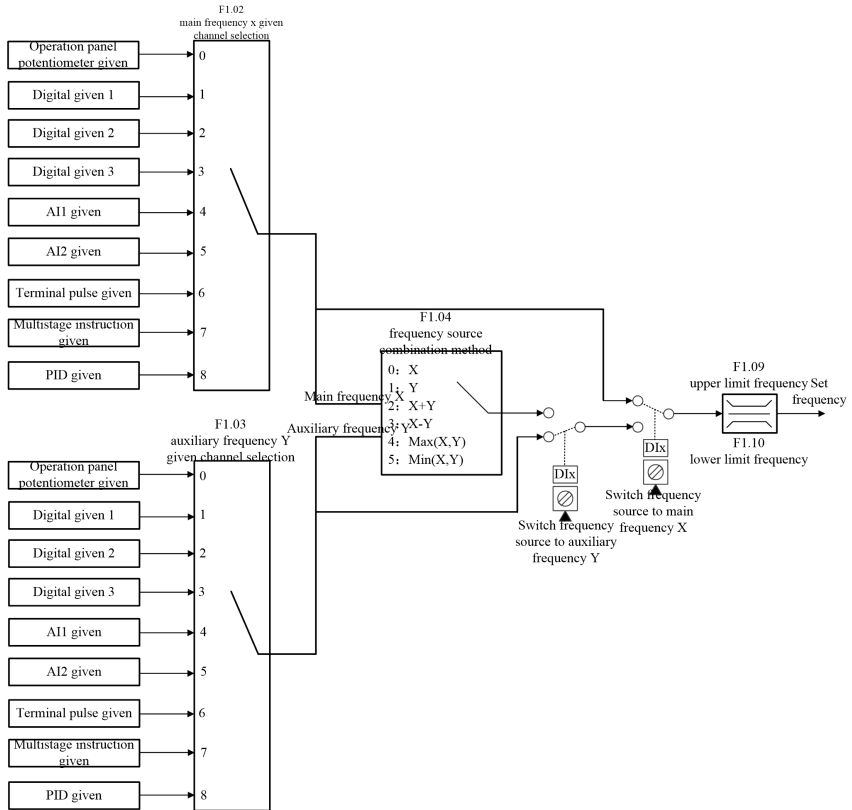 F1.02
main frequency x given
channel selection
Operation panel
potentiometer given
0
Digital given 1
1
Digital given 2
2
Digital given 3
3
AI1 given
4
AI2 given
5
Terminal pulse given
6
Multistage instruction
given
7
PID given
8
F1.04
frequency source
combination method
0: X
1: Y
2: X+Y
3: X-Y
4: Max(X,Y)
5: Min(X,Y)
Main frequency X
Auxiliary frequency Y
F1.09
upper limit frequency
Set
frequency
F1.10
lower limit frequency
DIx
Switch frequency
source to main
frequency X
DIx
Switch frequency
source to auxiliary
frequency Y
F1.03
auxiliary frequency Y
given channel selection
Operation panel
potentiometer given
0
Digital given 1
1
Digital given 2
2
Digital given 3
3
AI1 given
4
AI2 given
5
Terminal pulse given
6
Multistage instruction
given
7
PID given
8